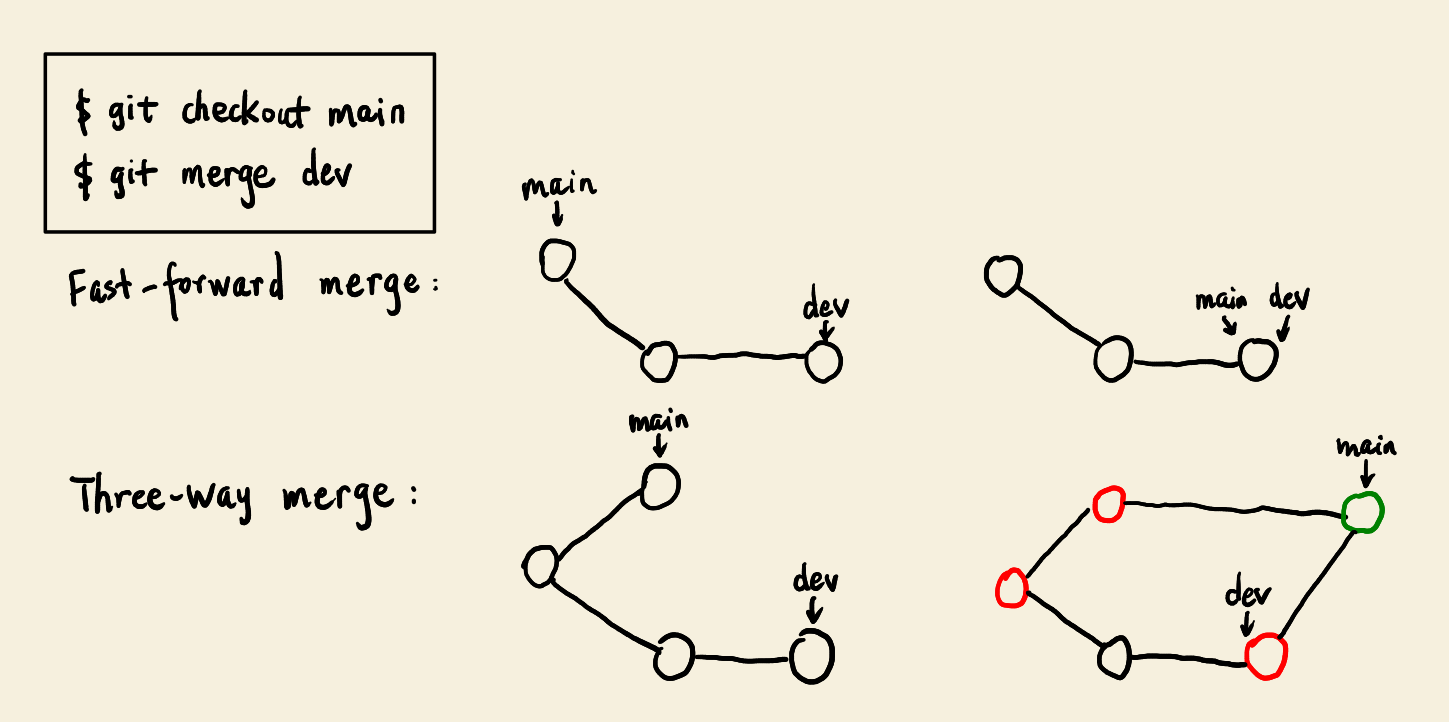 $ git checkout main
$ git merge dev
main
Fast-forward merge:
dev
main dev
main
Three-way merge:
dev
main
dev